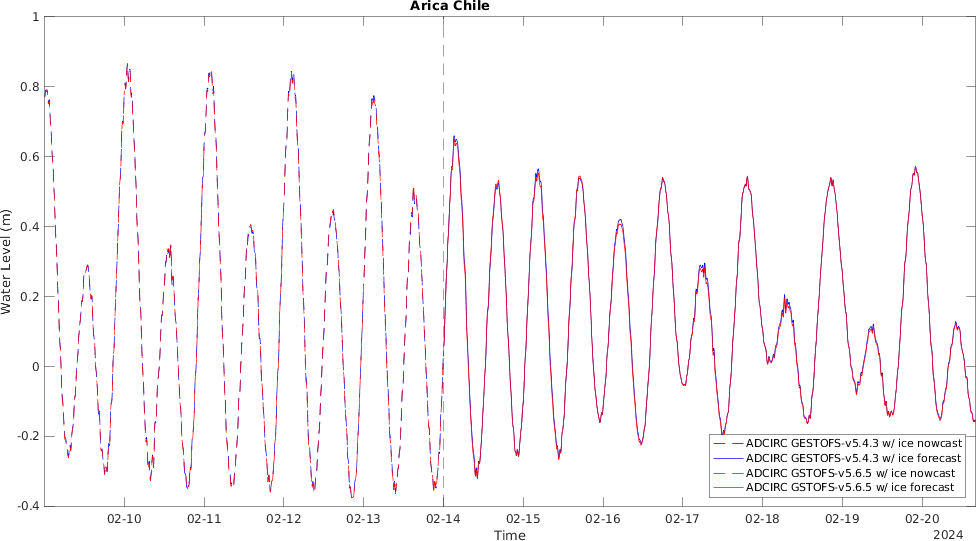 Arica Chile
Water Level (m)
1
0.8
0.6
0.4
0.2
0
-0.2
-0.4
02-10 02-11 02-12 02-13 02-14 02-15 02-16 02-17 02-18 02-19 02-20
Time
2024
ADCIRC GESTOFS-v5.4.3 w/ ice nowcast
ADCIRC GESTOFS-v5.4.3 w/ ice forecast
ADCIRC GSTOFS-v5.6.5 w/ ice nowcast
ADCIRC GSTOFS-v5.6.5 w/ ice forecast